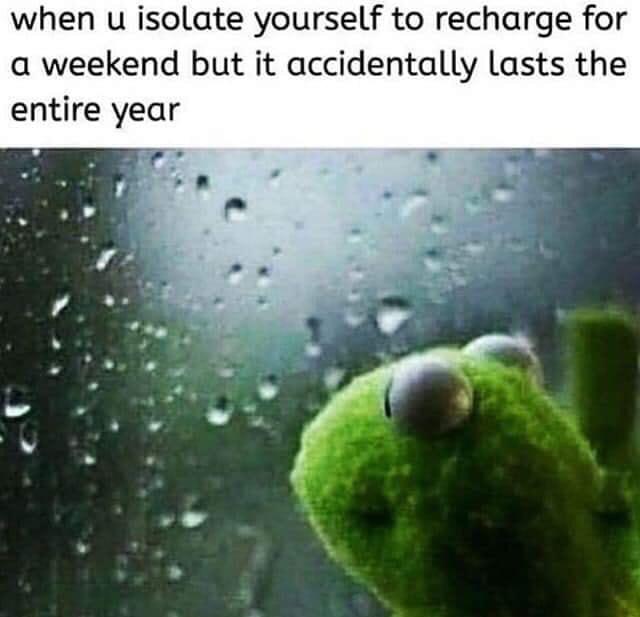 when u isolate yourself to recharge for
a weekend but it accidentally lasts the
entire year